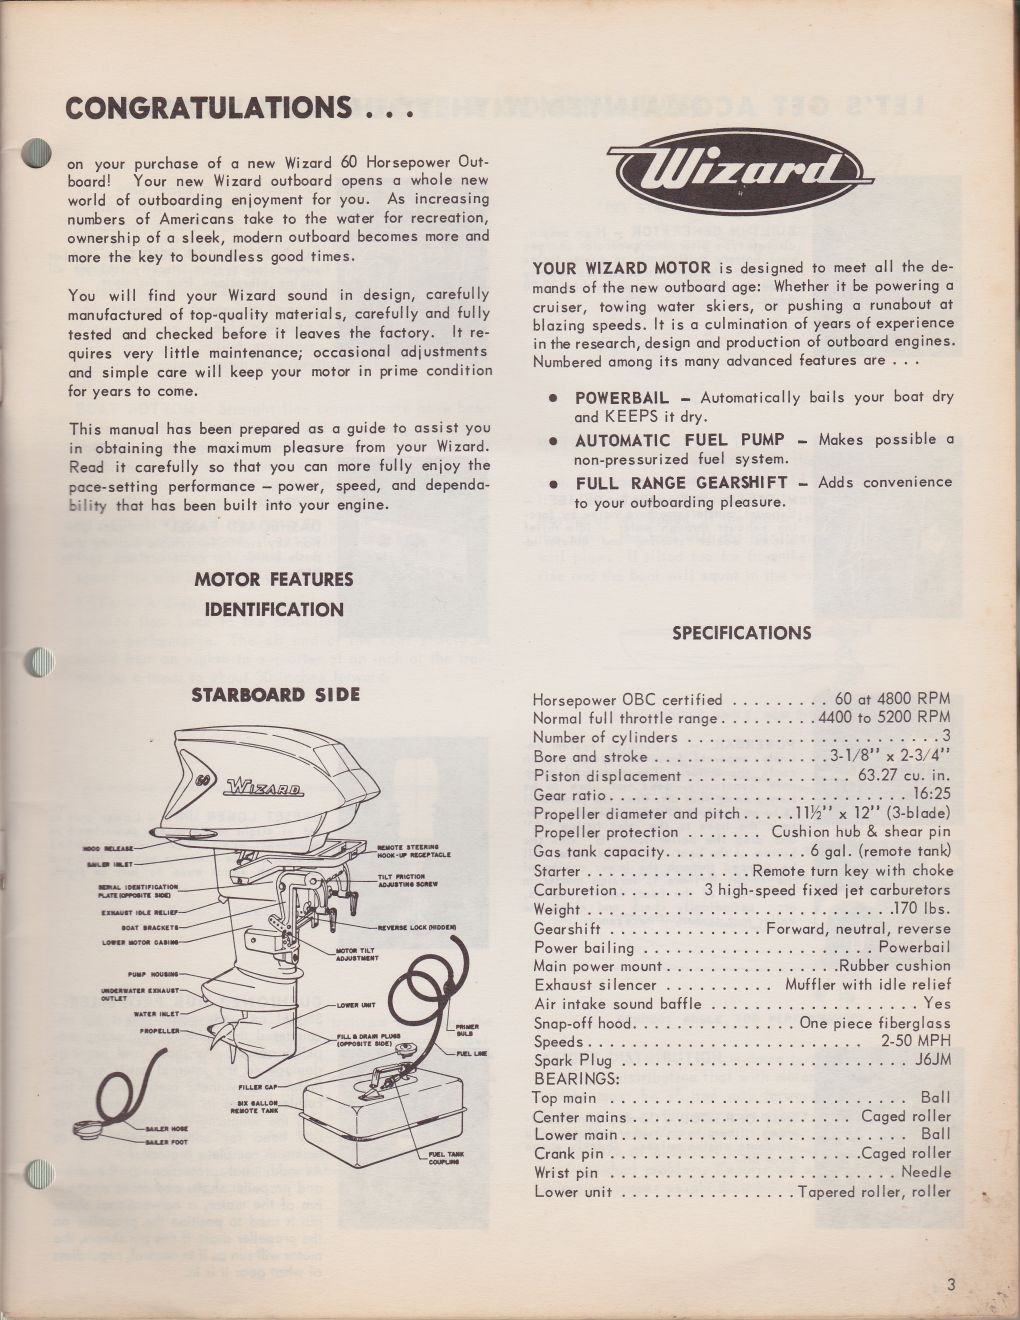 CONGRATULATIONS . . .
on your purchase of a new Wizard 60 Horsepower Out-
board! Your new Wizard outboard opens a whole new
world of outboarding enjoyment for you. As increasing
numbers of Americans take to the water for recreation,
ownership of a sleek, modern outboard becomes more and
more the key to boundless good times.
You will find your Wizard sound in design, carefully
manufactured of top-quality materials, carefully and fully
tested and checked before it leaves the factory. It re-
quires very little maintenance; occasional adjustments
and simple care will keep your motor in prime condition
for years to come.
This manual has been prepared as a guide to assist you
in obtaining the maximum pleasure from your Wizard.
Read it carefully so that you can more fully enjoy the
pace-setting performance – power, speed, and dependa-
bility that has been built into your engine.
MOTOR FEATURES
IDENTIFICATION
STARBOARD SIDE
60 WIZARD
HOOD RELEASE
BAILER INLET
SERIAL IDENTIFICATION
PLATE (OPPOSITE SIDE)
EXHAUST IDLE RELIEF
BOAT BRACKETS
LOWER MOTOR CASING
PUMP HOUSING
UNDERWATER EXHAUST
OUTLET
WATER INLET
PROPELLER
REMOTE STEERING
HOOK-UP RECEPTACLE
TILT FRICTION
ADJUSTING SCREW
REVERSE LOCK (HIDDEN)
MOTOR TILT
ADJUSTMENT
LOWER UNIT
FILL & DRAIN PLUGS
(OPPOSITE SIDE)
PRIMER
BULB
FUEL LINE
FILLER CAP
SIX GALLON
REMOTE TANK
BAILER HOSE
BAILER FOOT
FUEL TANK
COUPLING
Wizard
YOUR WIZARD MOTOR is designed to meet all the de-
mands of the new outboard age: Whether it be powering a
cruiser, towing water skiers, or pushing a runabout at
blazing speeds. It is a culmination of years of experience
in the research, design and production of outboard engines.
Numbered among its many advanced features are . . .
● POWERBAIL – Automatically bails your boat dry
and KEEPS it dry.
● AUTOMATIC FUEL PUMP – Makes possible a
non-pressurized fuel system.
● FULL RANGE GEARSHIFT – Adds convenience
to your outboarding pleasure.
SPECIFICATIONS
Horsepower OBC certified . . . . . . . . . 60 at 4800 RPM
Normal full throttle range. . . . . . . . .4400 to 5200 RPM
Number of cylinders . . . . . . . . . . . . . . . . . . . . . . .3
Bore and stroke . . . . . . . . . . . . . . . .3-1/8" x 2-3/4"
Piston displacement . . . . . . . . . . . . . . . 63.27 cu. in.
Gear ratio. . . . . . . . . . . . . . . . . . . . . . . . . . . 16:25
Propeller diameter and pitch. . . . .11½" x 12" (3-blade)
Propeller protection . . . . . . . Cushion hub & shear pin
Gas tank capacity. . . . . . . . . . . . . 6 gal. (remote tank)
Starter . . . . . . . . . . . . . . . Remote turn key with choke
Carburetion . . . . . . . 3 high-speed fixed jet carburetors
Weight . . . . . . . . . . . . . . . . . . . . . . . . . . . .170 lbs.
Gearshift . . . . . . . . . . . . . . Forward, neutral, reverse
Power bailing . . . . . . . . . . . . . . . . . . . . . Powerbail
Main power mount. . . . . . . . . . . . . . . .Rubber cushion
Exhaust silencer . . . . . . . . . . Muffler with idle relief
Air intake sound baffle . . . . . . . . . . . . . . . . . . . Yes
Snap-off hood. . . . . . . . . . . . . . . One piece fiberglass
Speeds . . . . . . . . . . . . . . . . . . . . . . . . . 2-50 MPH
Spark Plug . . . . . . . . . . . . . . . . . . . . . . . . . . J6JM
BEARINGS:
Top main . . . . . . . . . . . . . . . . . . . . . . . . . . . Ball
Center mains . . . . . . . . . . . . . . . . . . . . Caged roller
Lower main . . . . . . . . . . . . . . . . . . . . . . . . . . Ball
Crank pin . . . . . . . . . . . . . . . . . . . . . . .Caged roller
Wrist pin . . . . . . . . . . . . . . . . . . . . . . . . . . Needle
Lower unit . . . . . . . . . . . . . . . . Tapered roller, roller
3